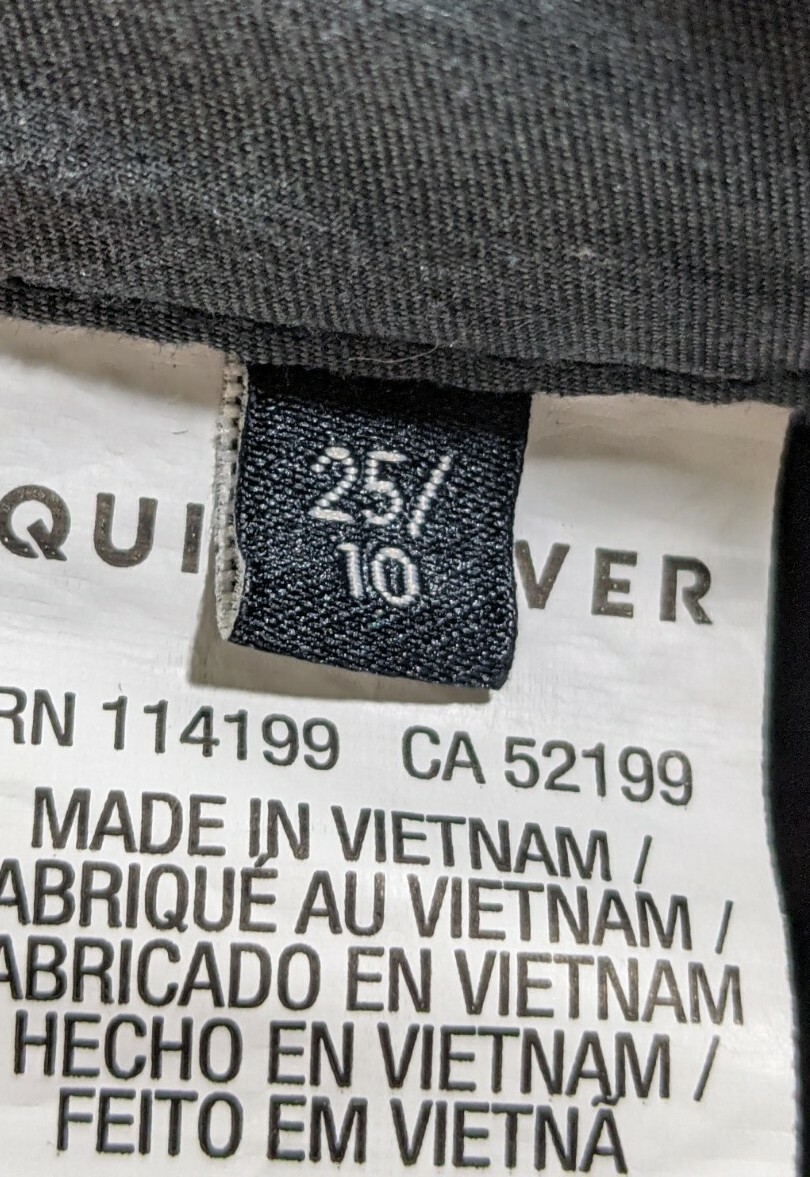 25/
10
QUI VER
RN 114199 CA 52199
MADE IN VIETNAM /
ABRIQUÉ AU VIETNAM /
ABRICADO EN VIETNAM
HECHO EN VIETNAM /
FEITO EM VIETNÃ